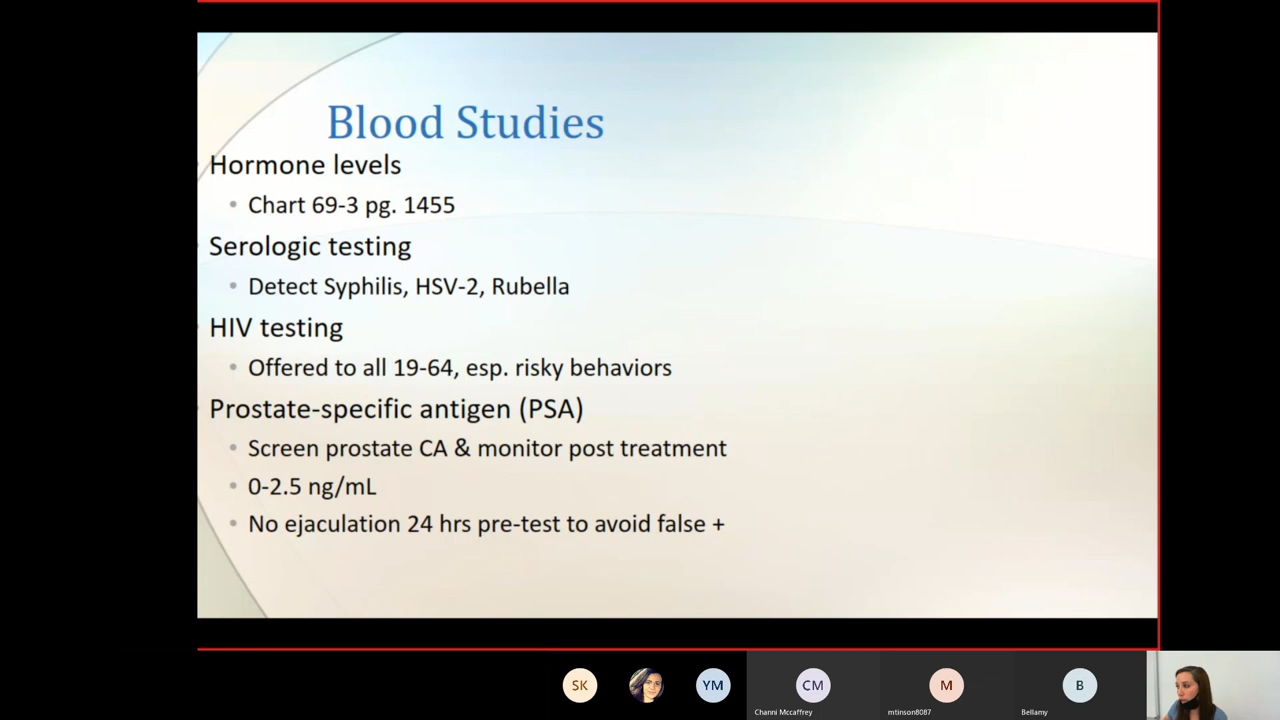 Blood Studies
Hormone levels
• Chart 69-3 pg. 1455
Serologic testing
• Detect Syphilis, HSV-2, Rubella
HIV testing
• Offered to all 19-64, esp. risky behaviors
Prostate-specific antigen (PSA)
• Screen prostate CA & monitor post treatment
• 0-2.5 ng/mL
• No ejaculation 24 hrs pre-test to avoid false +
SK
YM
CM
M
B
Channi Mccaffrey
mtinson8087
Bellamy